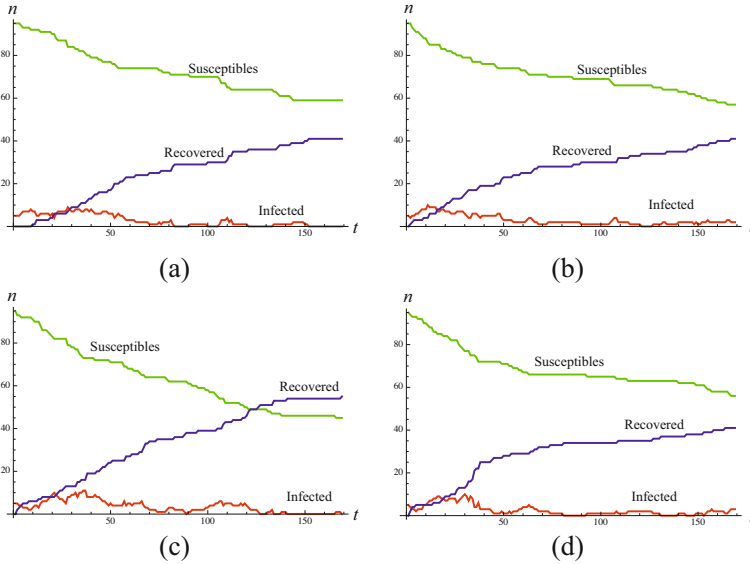 n
80
60
40
20
Susceptibles
Recovered
Infected
50
100
150
t
(a)
n
80
60
40
20
Susceptibles
Recovered
Infected
50
100
150
(b)
n
80
60
40
20
Susceptibles
Recovered
Infected
50
100
150
t
(c)
n
80
60
40
20
Susceptibles
Recovered
Infected
50
100
150
(d)